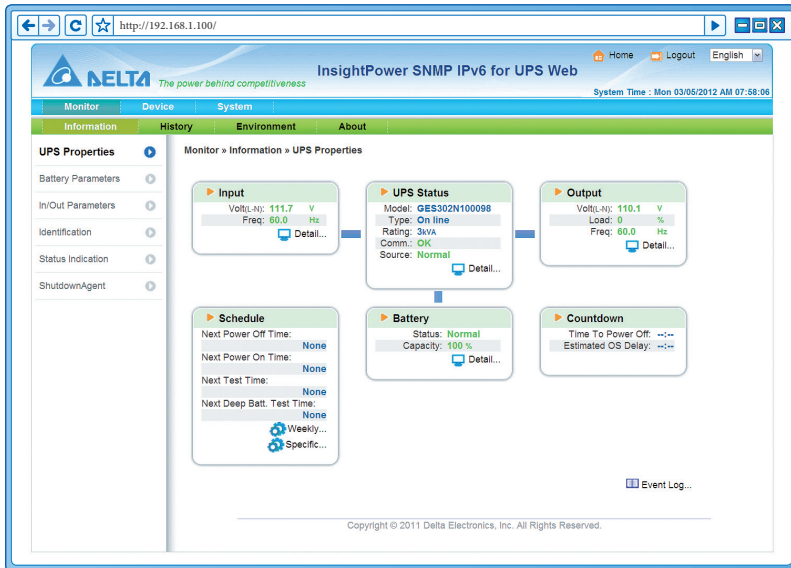 http://192.168.1.100/
DELTA The power behind competitiveness
InsightPower SNMP IPv6 for UPS Web
Home Logout English
System Time : Mon 03/05/2012 AM 07:58:06
Monitor Device System
Information History Environment About
UPS Properties
Battery Parameters
In/Out Parameters
Identification
Status Indication
ShutdownAgent
Monitor » Information » UPS Properties
Input
Volt(L-N): 111.7 V
Freq: 60.0 Hz
Detail...
UPS Status
Model: GES302N100098
Type: On line
Rating: 3kVA
Comm.: OK
Source: Normal
Detail...
Output
Volt(L-N): 110.1 V
Load: 0 %
Freq: 60.0 Hz
Detail...
Schedule
Next Power Off Time:
None
Next Power On Time:
None
Next Test Time:
None
Next Deep Batt. Test Time:
None
Weekly...
Specific...
Battery
Status: Normal
Capacity: 100 %
Detail...
Countdown
Time To Power Off: --:--
Estimated OS Delay: --:--
Event Log...
Copyright © 2011 Delta Electronics, Inc. All Rights Reserved.